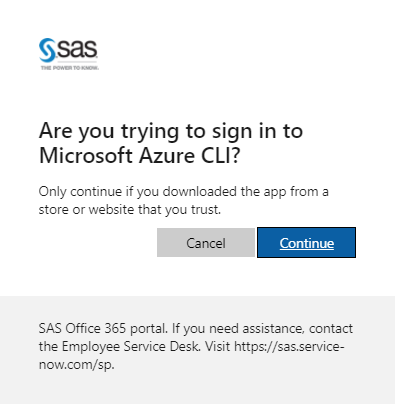 sas
THE POWER TO KNOW.
Are you trying to sign in to
Microsoft Azure CLI?
Only continue if you downloaded the app from a
store or website that you trust.
Cancel Continue
SAS Office 365 portal. If you need assistance, contact
the Employee Service Desk. Visit https://sas.service-
now.com/sp.